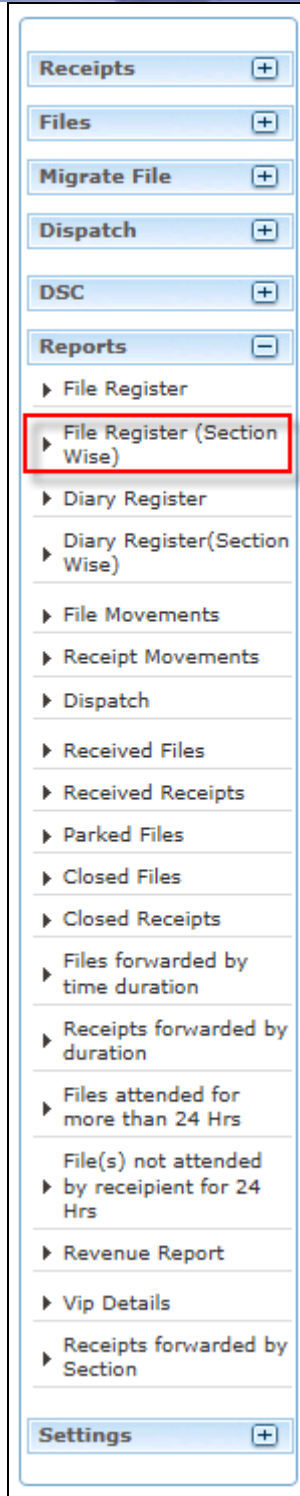 Receipts
Files
Migrate File
Dispatch
DSC
Reports
File Register
File Register (Section
Wise)
Diary Register
Diary Register(Section
Wise)
File Movements
Receipt Movements
Dispatch
Received Files
Received Receipts
Parked Files
Closed Files
Closed Receipts
Files forwarded by
time duration
Receipts forwarded by
duration
Files attended for
more than 24 Hrs
File(s) not attended
by receipient for 24
Hrs
Revenue Report
Vip Details
Receipts forwarded by
Section
Settings